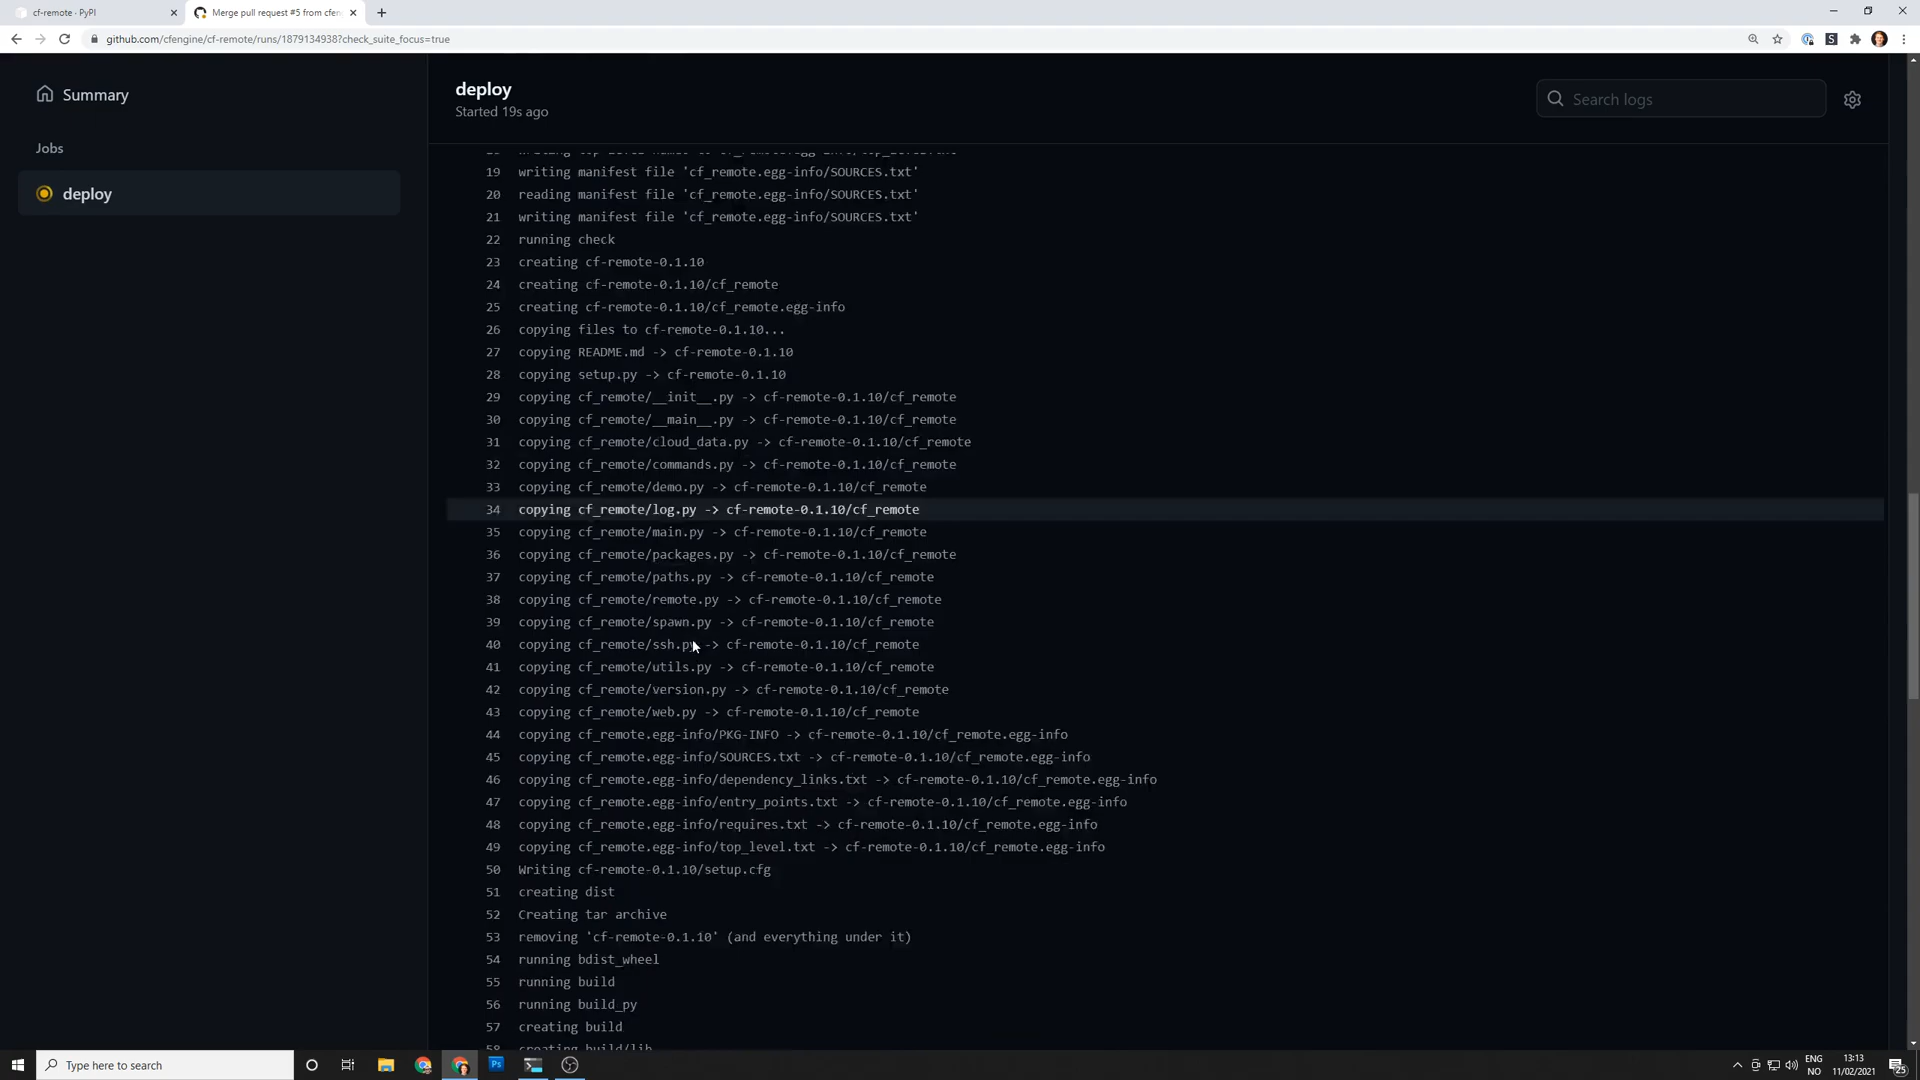 cf-remote · PyPI
Merge pull request #5 from cfen
github.com/cfengine/cf-remote/runs/1879134938?check_suite_focus=true
Summary
Jobs
deploy
deploy
Started 19s ago
Search logs
19 writing manifest file 'cf_remote.egg-info/SOURCES.txt'
20 reading manifest file 'cf_remote.egg-info/SOURCES.txt'
21 writing manifest file 'cf_remote.egg-info/SOURCES.txt'
22 running check
23 creating cf-remote-0.1.10
24 creating cf-remote-0.1.10/cf_remote
25 creating cf-remote-0.1.10/cf_remote.egg-info
26 copying files to cf-remote-0.1.10...
27 copying README.md -> cf-remote-0.1.10
28 copying setup.py -> cf-remote-0.1.10
29 copying cf_remote/__init__.py -> cf-remote-0.1.10/cf_remote
30 copying cf_remote/__main__.py -> cf-remote-0.1.10/cf_remote
31 copying cf_remote/cloud_data.py -> cf-remote-0.1.10/cf_remote
32 copying cf_remote/commands.py -> cf-remote-0.1.10/cf_remote
33 copying cf_remote/demo.py -> cf-remote-0.1.10/cf_remote
34 copying cf_remote/log.py -> cf-remote-0.1.10/cf_remote
35 copying cf_remote/main.py -> cf-remote-0.1.10/cf_remote
36 copying cf_remote/packages.py -> cf-remote-0.1.10/cf_remote
37 copying cf_remote/paths.py -> cf-remote-0.1.10/cf_remote
38 copying cf_remote/remote.py -> cf-remote-0.1.10/cf_remote
39 copying cf_remote/spawn.py -> cf-remote-0.1.10/cf_remote
40 copying cf_remote/ssh.py -> cf-remote-0.1.10/cf_remote
41 copying cf_remote/utils.py -> cf-remote-0.1.10/cf_remote
42 copying cf_remote/version.py -> cf-remote-0.1.10/cf_remote
43 copying cf_remote/web.py -> cf-remote-0.1.10/cf_remote
44 copying cf_remote.egg-info/PKG-INFO -> cf-remote-0.1.10/cf_remote.egg-info
45 copying cf_remote.egg-info/SOURCES.txt -> cf-remote-0.1.10/cf_remote.egg-info
46 copying cf_remote.egg-info/dependency_links.txt -> cf-remote-0.1.10/cf_remote.egg-info
47 copying cf_remote.egg-info/entry_points.txt -> cf-remote-0.1.10/cf_remote.egg-info
48 copying cf_remote.egg-info/requires.txt -> cf-remote-0.1.10/cf_remote.egg-info
49 copying cf_remote.egg-info/top_level.txt -> cf-remote-0.1.10/cf_remote.egg-info
50 Writing cf-remote-0.1.10/setup.cfg
51 creating dist
52 Creating tar archive
53 removing 'cf-remote-0.1.10' (and everything under it)
54 running bdist_wheel
55 running build
56 running build_py
57 creating build
58 creating build/lib
Type here to search
Ps
ENG
NO
13:13
11/02/2021
25